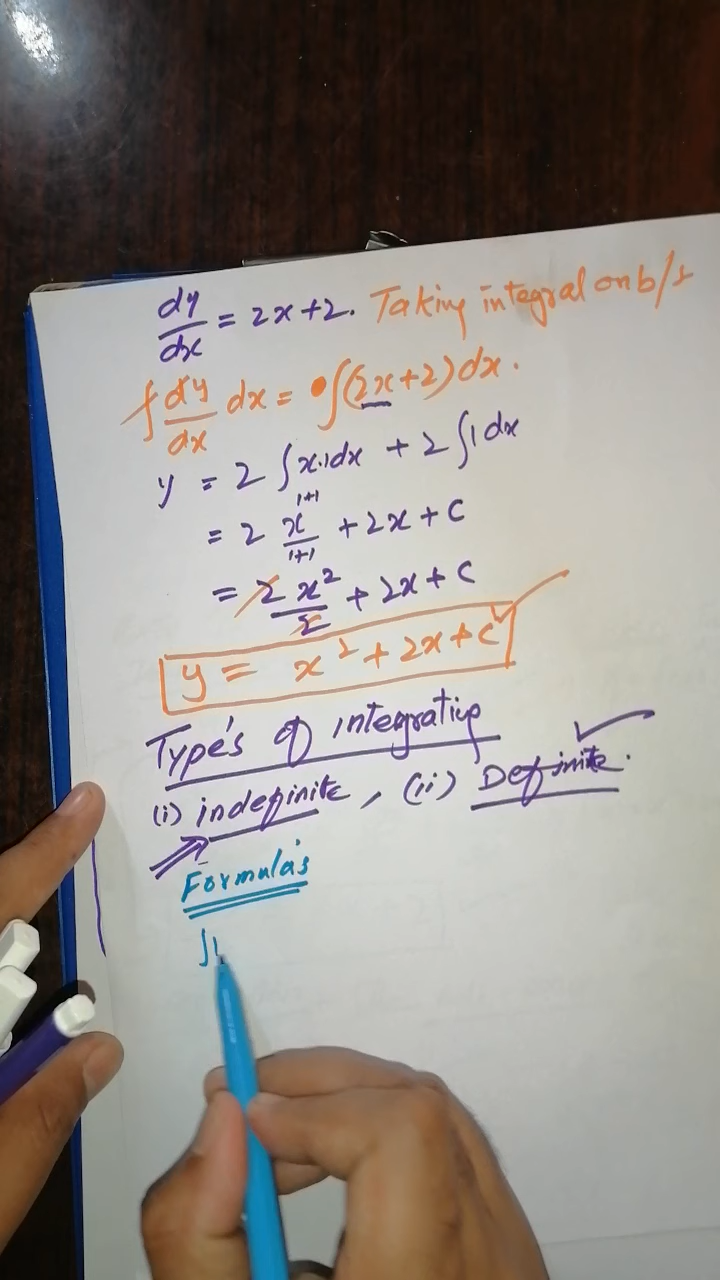 dy/dx = 2x+2. Taking integral on b/s
∫ dy/dx dx = ∫(2x+2)dx.
y = 2 ∫x.1dx + 2 ∫1dx
= 2 x^(1+1)/(1+1) + 2x + c
= 2 x²/2 + 2x + c
y = x² + 2x + c
Type's of integration
(i) indefinite, (ii) Definite.
Formula's
∫1